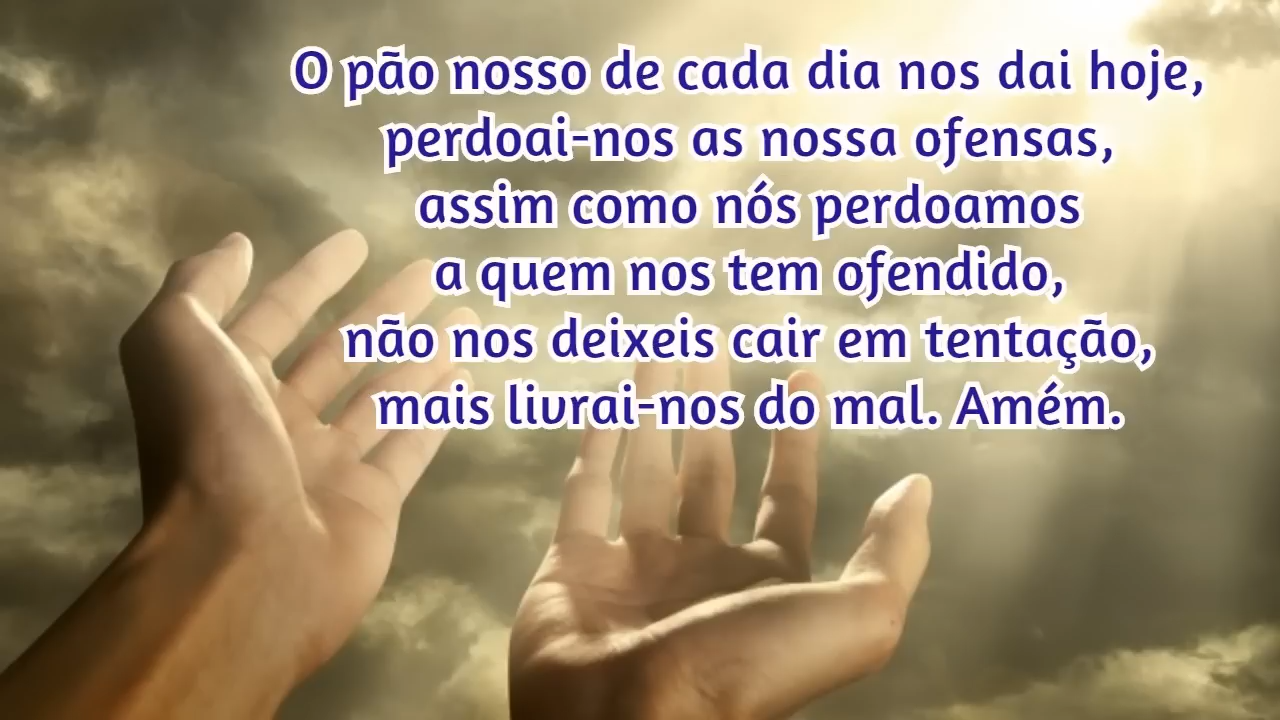 O pão nosso de cada dia nos dai hoje,
perdoai-nos as nossa ofensas,
assim como nós perdoamos
a quem nos tem ofendido,
não nos deixeis cair em tentação,
mais livrai-nos do mal. Amém.